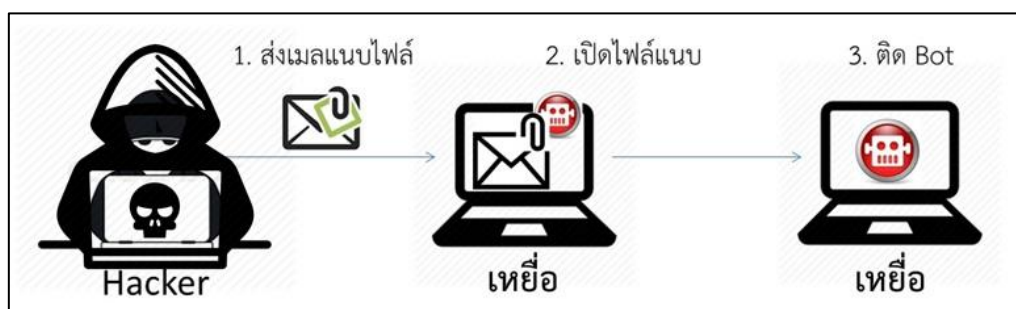 1. ส่งเมลแนบไฟล์
2. เปิดไฟล์แนบ
3. ติด Bot
Hacker
เหยื่อ
เหยื่อ